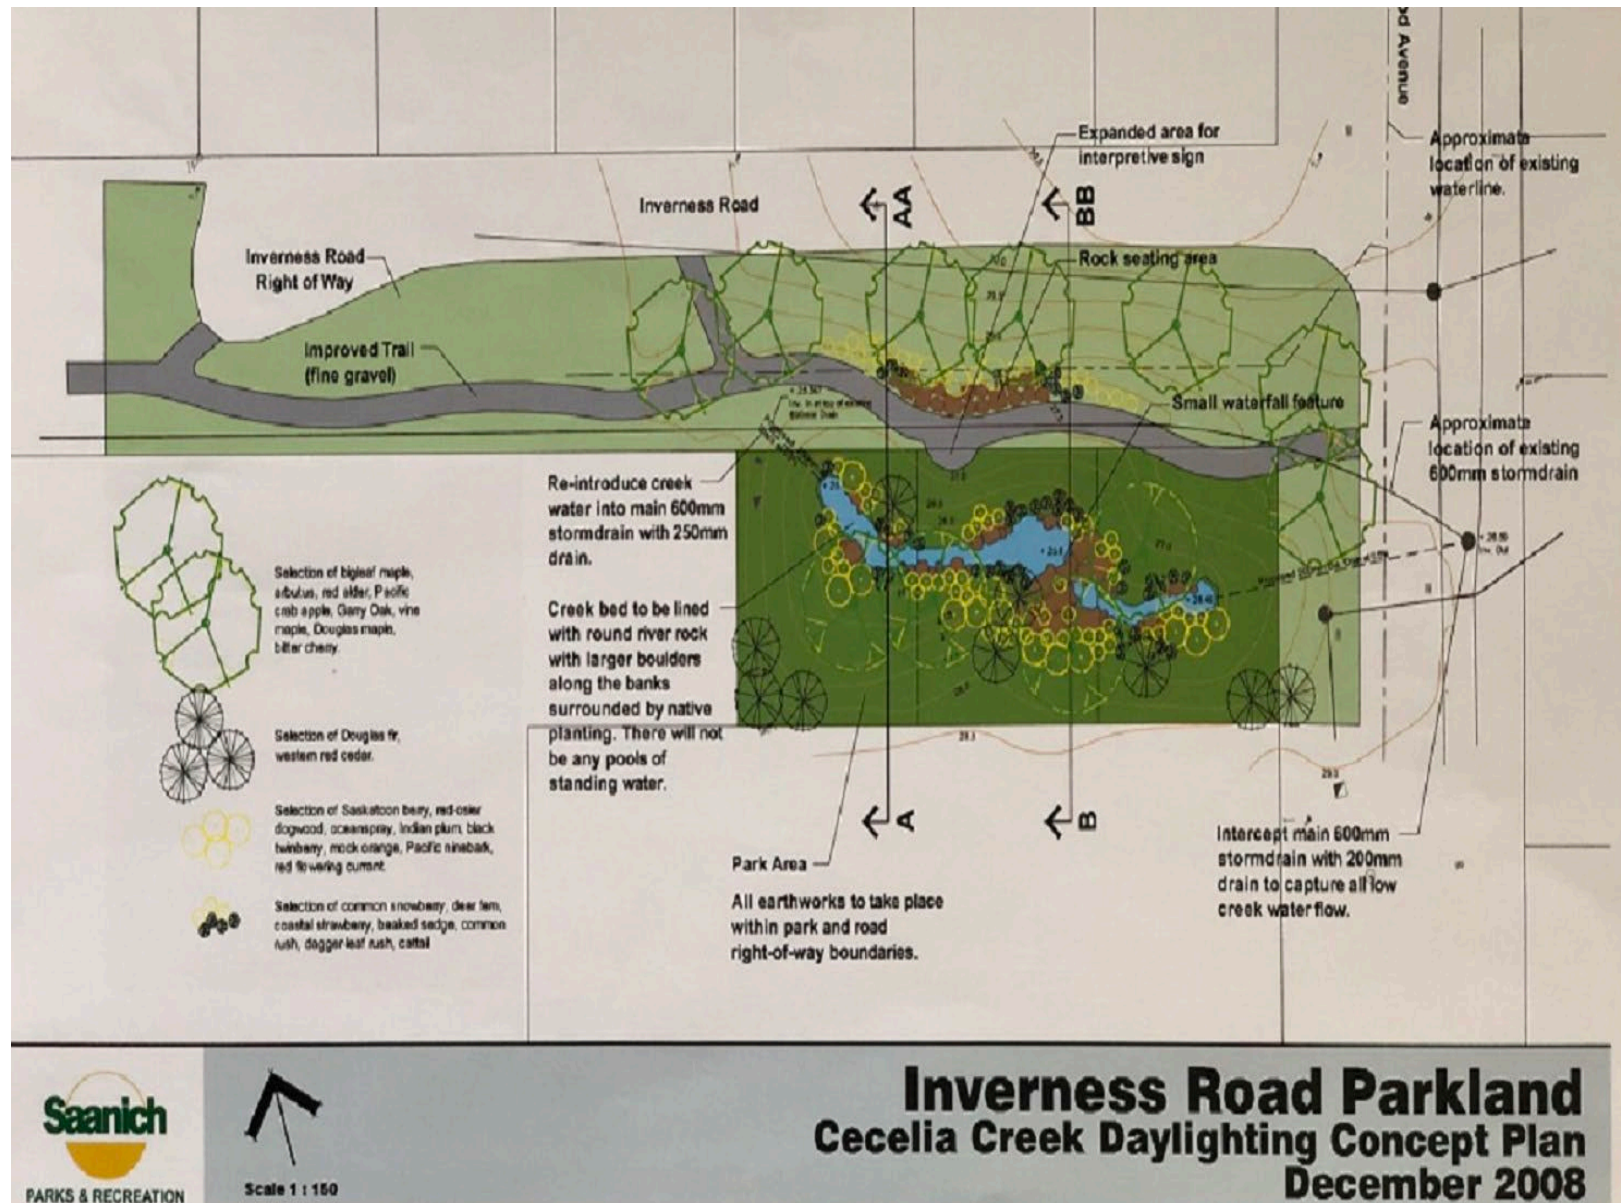 od Avenue
Expanded area for
interpretive sign
Approximate
location of existing
waterline.
AA
BB
Inverness Road
Inverness Road
Right of Way
Rock seating area
Improved Trail
(fine gravel)
Small waterfall feature
Approximate
location of existing
600mm stormdrain
Re-introduce creek
water into main 600mm
stormdrain with 250mm
drain.
Creek bed to be lined
with round river rock
with larger boulders
along the banks
surrounded by native
planting. There will not
be any pools of
standing water.
Selection of bigleaf maple,
arbutus, red alder, Pacific
crab apple, Garry Oak, vine
maple, Douglas maple,
bitter cherry.
Selection of Douglas fir,
western red cedar.
Selection of Saskatoon berry, red-osier
dogwood, oceanspray, Indian plum, black
twinberry, mock orange, Pacific ninebark,
red flowering currant.
Selection of common snowberry, deer fern,
coastal strawberry, beaked sedge, common
rush, dagger leaf rush, cattail
A
B
Park Area
All earthworks to take place
within park and road
right-of-way boundaries.
Intercept main 600mm
stormdrain with 200mm
drain to capture all low
creek water flow.
Saanich
PARKS & RECREATION
Scale 1 : 150
Inverness Road Parkland
Cecelia Creek Daylighting Concept Plan
December 2008